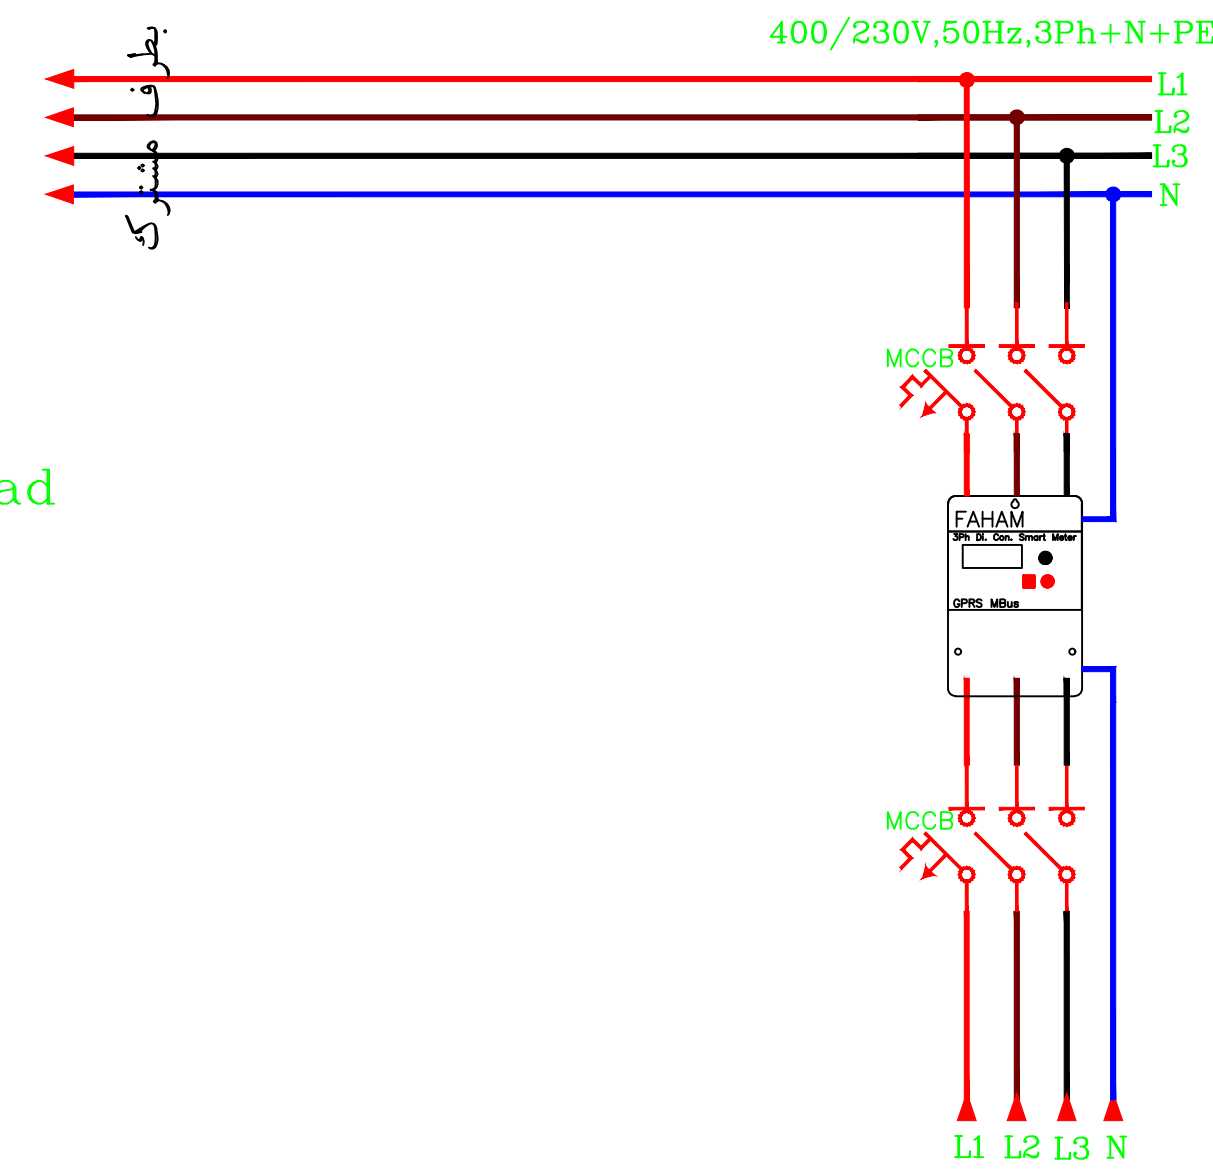 400/230V,50Hz,3Ph+N+PE
بطرف مشترک
L1
L2
L3
N
MCCB
ad
FAHAM
3Ph Di. Con. Smart Meter
GPRS MBus
MCCB
L1 L2 L3 N